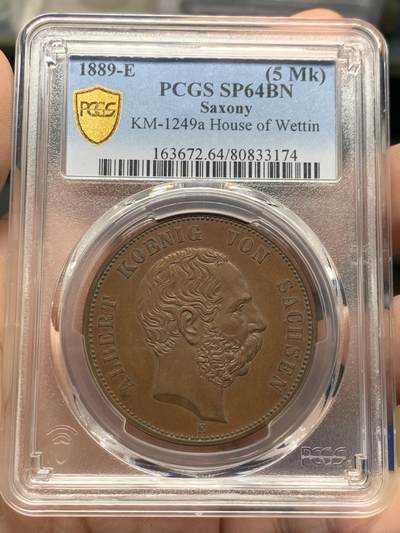 1889-E (5 Mk)
PCGS SP64BN
Saxony
KM-1249a House of Wettin
163672.64/80833174
PCGS
ALBERT KOENIG VON SACHSEN
E
PCGS